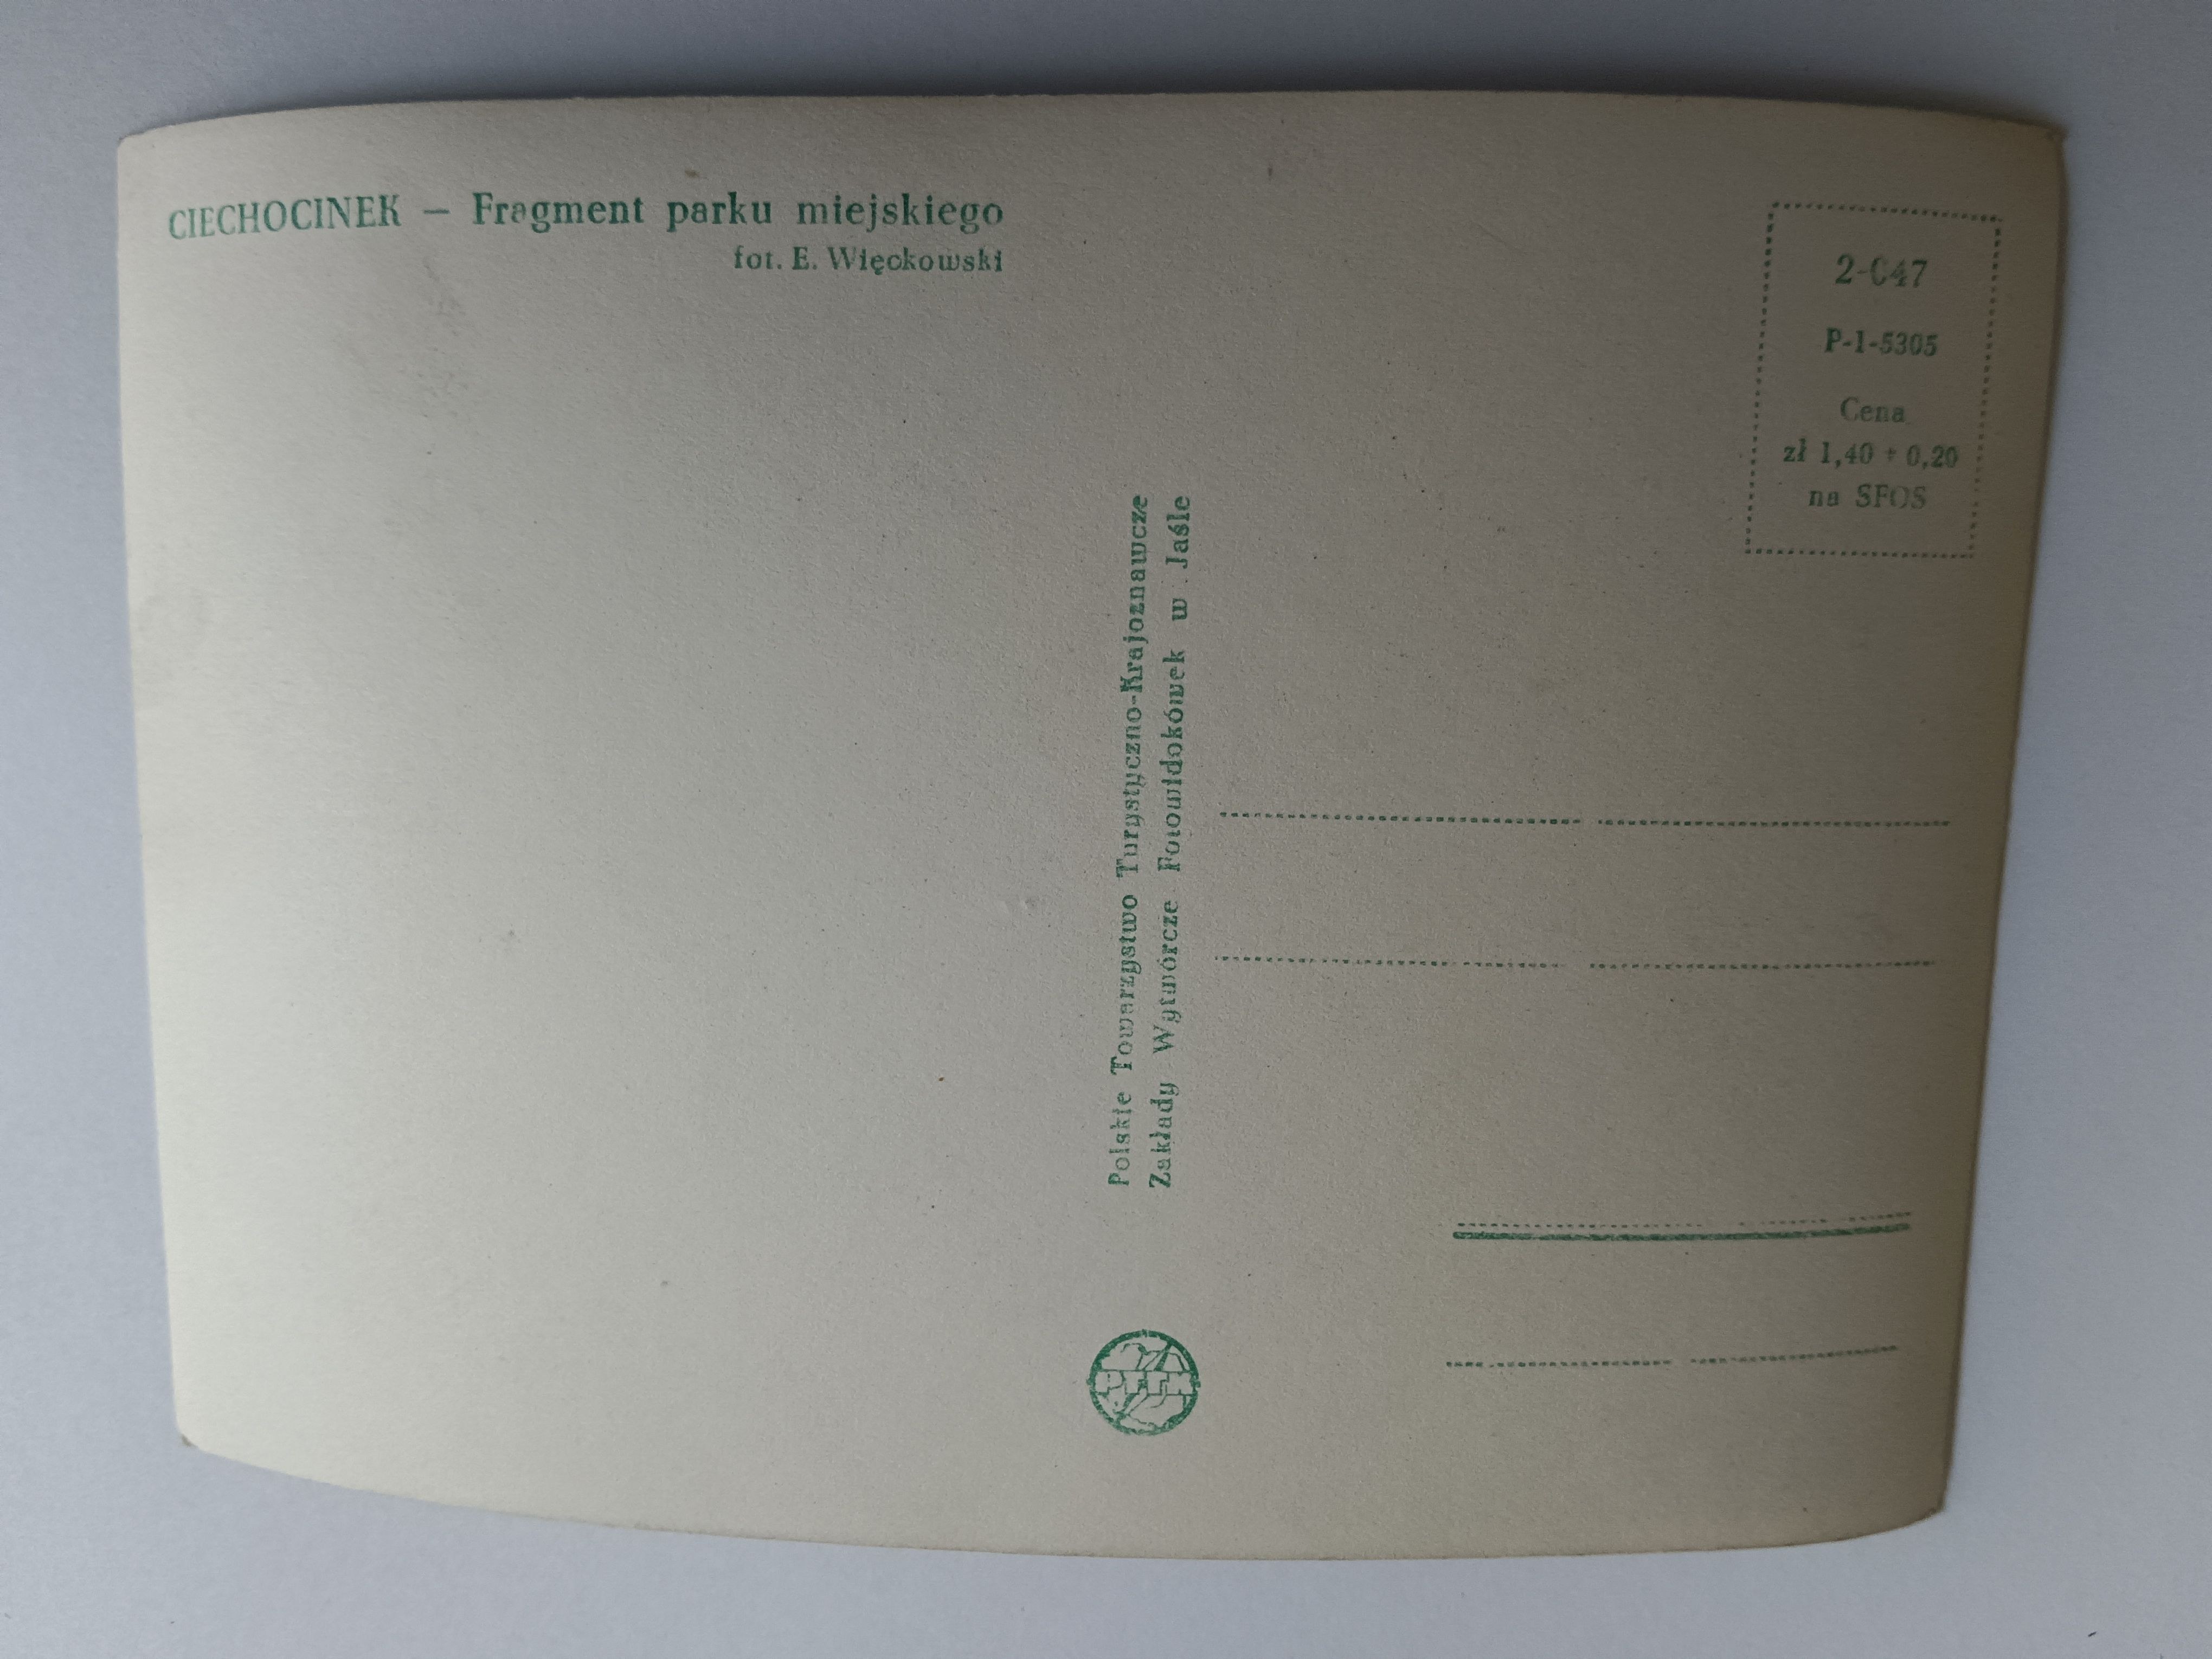 CIECHOCINEK — Fragment parku miejskiego
fot. E. Więckowski
2-C47
P-1-5305
Cena
zł 1,40 + 0,20
na SFOS
Polskie Towarzystwo Turystyczno-Krajoznawcze
Zakłady Wytwórcze Fotowidokówek w Jaśle
PTTK